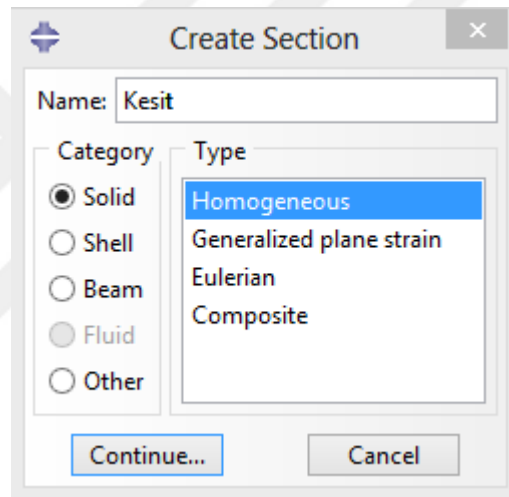 Create Section
Name: Kesit
Category
Type
Solid
Shell
Beam
Fluid
Other
Homogeneous
Generalized plane strain
Eulerian
Composite
Continue...
Cancel